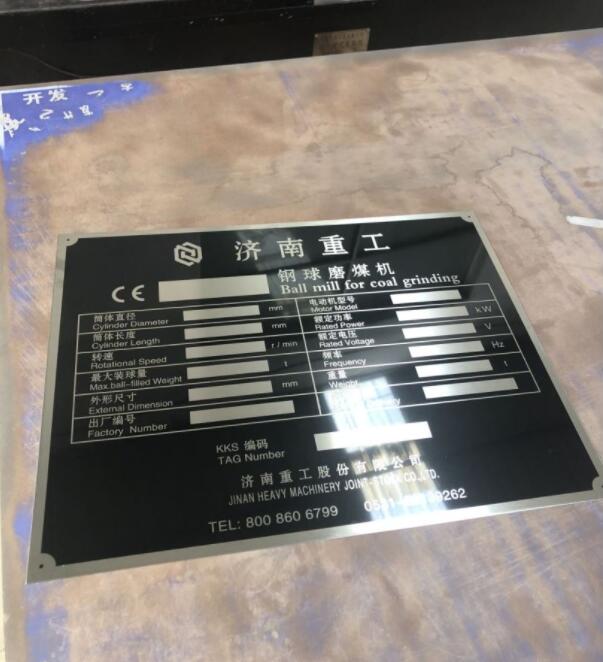 开发
济南重工
钢球磨煤机
CE
Ball mill for coal grinding
筒体直径 mm
Cylinder Diameter
筒体长度 mm
Cylinder Length
转速 r / min
Rotational Speed
最大装球量 t
Max.ball-filled Weight
外形尺寸 mm
External Dimension
出厂编号
Factory Number
电动机型号
Motor Model
额定功率 kW
Rated Power
额定电压 V
Rated Voltage
频率 Hz
Frequency
重量 t
Weight
KKS 编码
TAG Number
济南重工股份有限公司
JINAN HEAVY MACHINERY JOINT-STOCK CO.,LTD.
TEL: 800 860 6799